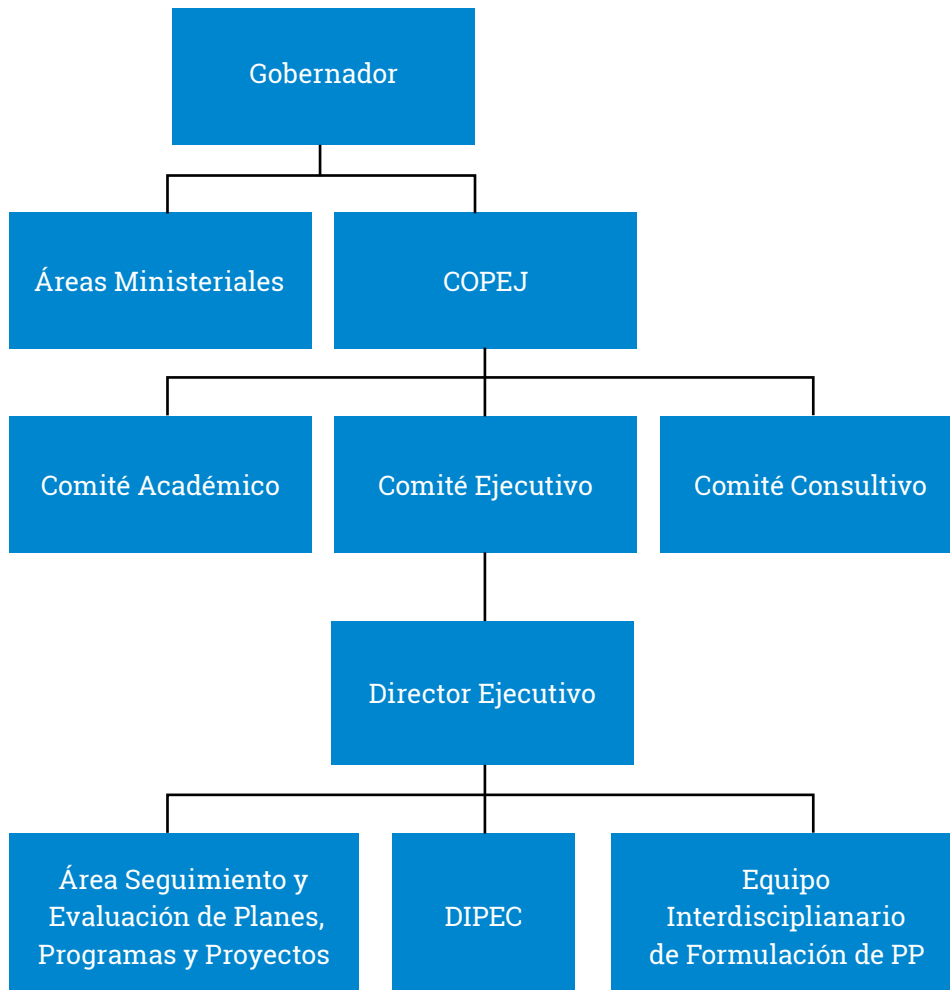 Gobernador
Áreas Ministeriales
COPEJ
Comité Académico
Comité Ejecutivo
Comité Consultivo
Director Ejecutivo
Área Seguimiento y
Evaluación de Planes,
Programas y Proyectos
DIPEC
Equipo
Interdisciplianario
de Formulación de PP